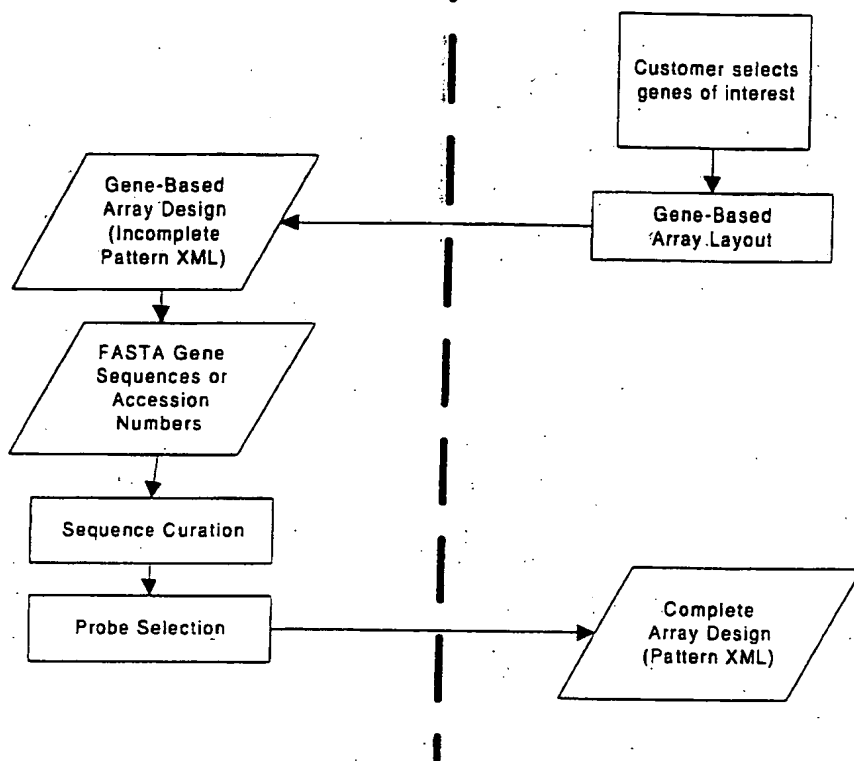 Customer selects
genes of interest
Gene-Based
Array Layout
Gene-Based
Array Design
(Incomplete
Pattern XML)
FASTA Gene
Sequences or
Accession
Numbers
Sequence Curation
Probe Selection
Complete
Array Design
(Pattern XML)